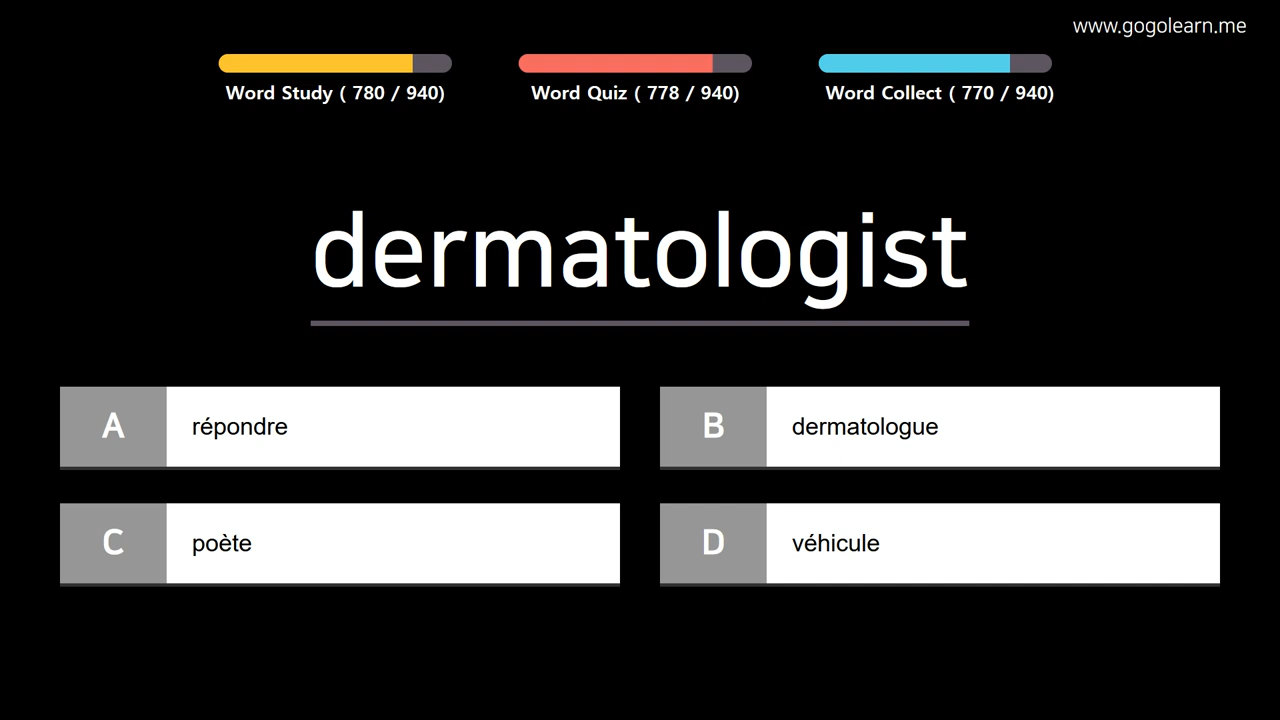 www.gogolearn.me
Word Study ( 780 / 940)
Word Quiz ( 778 / 940)
Word Collect ( 770 / 940)
dermatologist
A
répondre
B
dermatologue
C
poète
D
véhicule